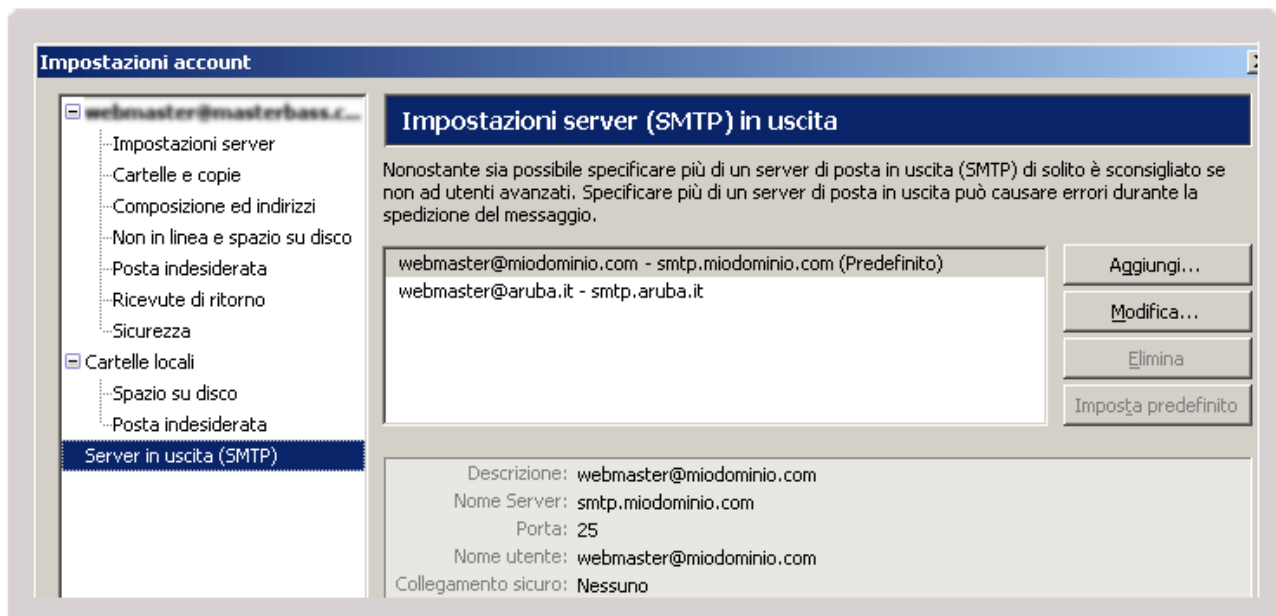 Impostazioni account
Impostazioni server
Cartelle e copie
Composizione ed indirizzi
Non in linea e spazio su disco
Posta indesiderata
Ricevute di ritorno
Sicurezza
Cartelle locali
Spazio su disco
Posta indesiderata
Server in uscita (SMTP)
Impostazioni server (SMTP) in uscita
Nonostante sia possibile specificare più di un server di posta in uscita (SMTP) di solito è sconsigliato se
non ad utenti avanzati. Specificare più di un server di posta in uscita può causare errori durante la
spedizione del messaggio.
webmaster@miodominio.com - smtp.miodominio.com (Predefinito)
webmaster@aruba.it - smtp.aruba.it
Aggiungi...
Modifica...
Elimina
Imposta predefinito
Descrizione: webmaster@miodominio.com
Nome Server: smtp.miodominio.com
Porta: 25
Nome utente: webmaster@miodominio.com
Collegamento sicuro: Nessuno